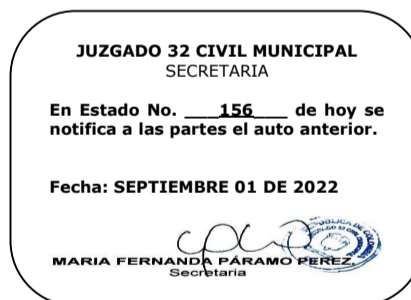 JUZGADO 32 CIVIL MUNICIPAL
SECRETARIA
En Estado No. ___156___ de hoy se
notifica a las partes el auto anterior.
Fecha: SEPTIEMBRE 01 DE 2022
MARIA FERNANDA PÁRAMO PEREZ
Secretaria